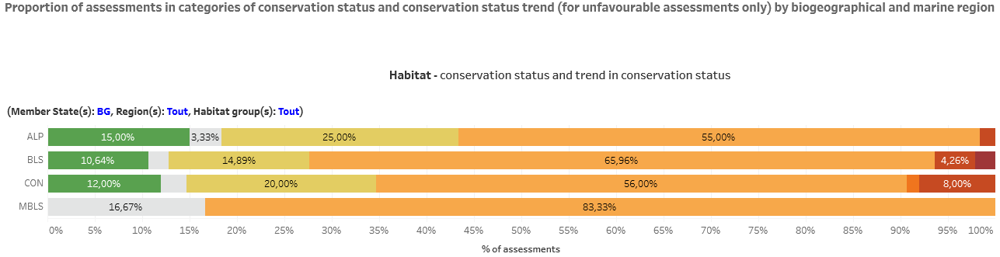 Proportion of assessments in categories of conservation status and conservation status trend (for unfavourable assessments only) by biogeographical and marine region
Habitat - conservation status and trend in conservation status
(Member State(s): BG, Region(s): Tout, Habitat group(s): Tout)
ALP 15,00% 3,33% 25,00% 55,00%
BLS 10,64% 14,89% 65,96% 4,26%
CON 12,00% 20,00% 56,00% 8,00%
MBLS 16,67% 83,33%
0% 5% 10% 15% 20% 25% 30% 35% 40% 45% 50% 55% 60% 65% 70% 75% 80% 85% 90% 95% 100%
% of assessments